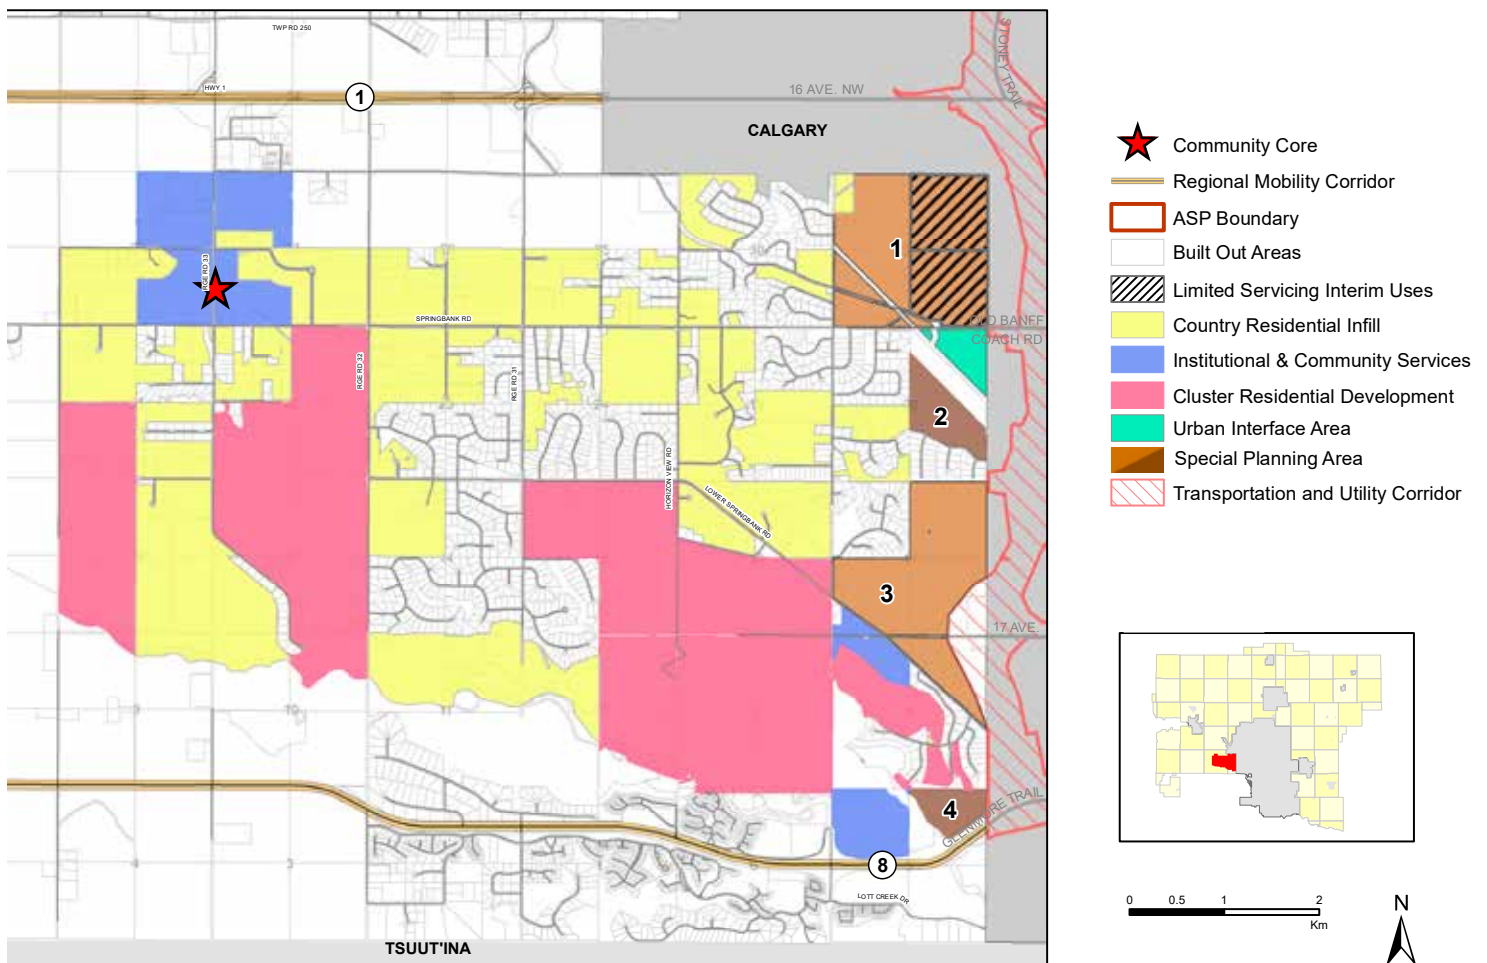 TWP RD 250
STONEY TRAIL
HWY 1
1
16 AVE. NW
CALGARY
RGE RD 33
1
SPRINGBANK RD
OLD BANFF
COACH RD
RGE RD 32
RGE RD 31
2
HORIZON VIEW RD
LOWER SPRINGBANK RD
3
17 AVE.
10
4
GLENMORE TRAIL
8
LOTT CREEK DR
TSUUT'INA
Community Core
Regional Mobility Corridor
ASP Boundary
Built Out Areas
Limited Servicing Interim Uses
Country Residential Infill
Institutional & Community Services
Cluster Residential Development
Urban Interface Area
Special Planning Area
Transportation and Utility Corridor
0 0.5 1 2
Km
N